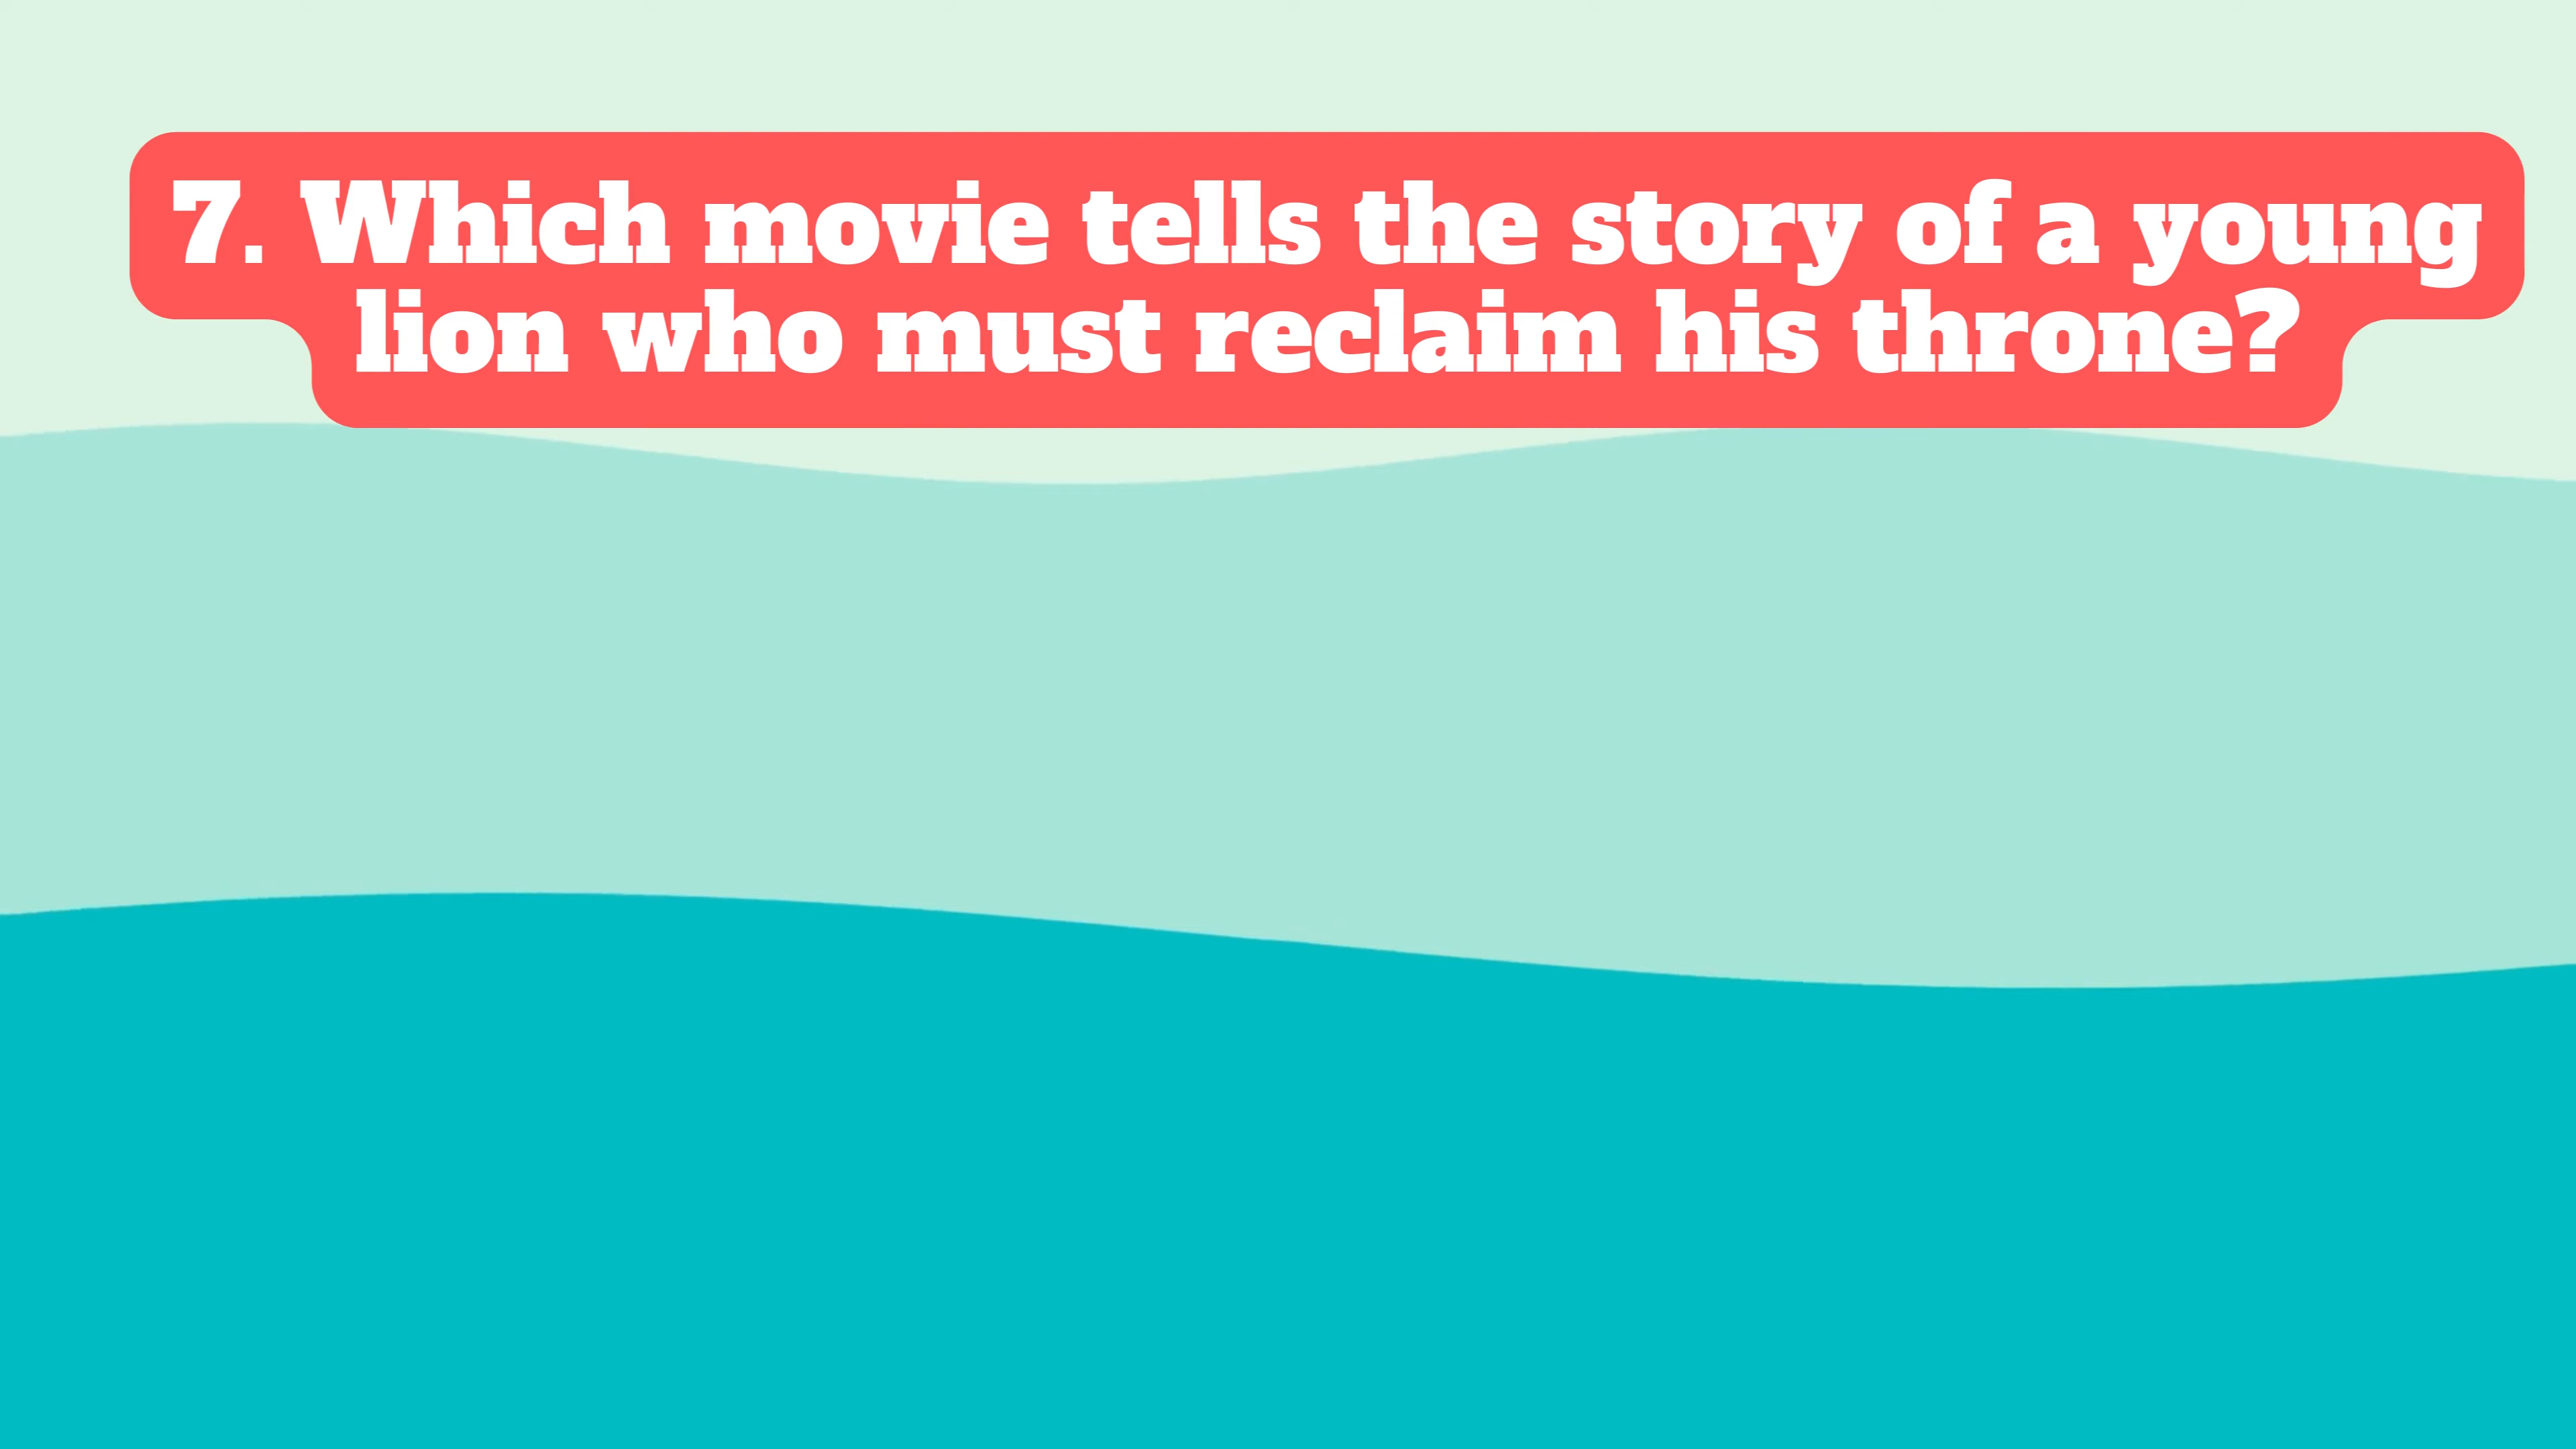 7. Which movie tells the story of a young
lion who must reclaim his throne?